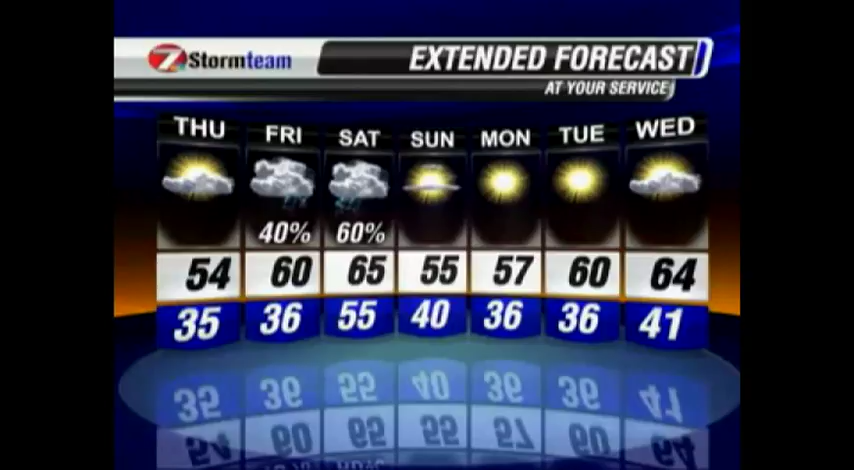 7 Stormteam
EXTENDED FORECAST
AT YOUR SERVICE
THU FRI SAT SUN MON TUE WED
40% 60%
54 60 65 55 57 60 64
35 36 55 40 36 36 41